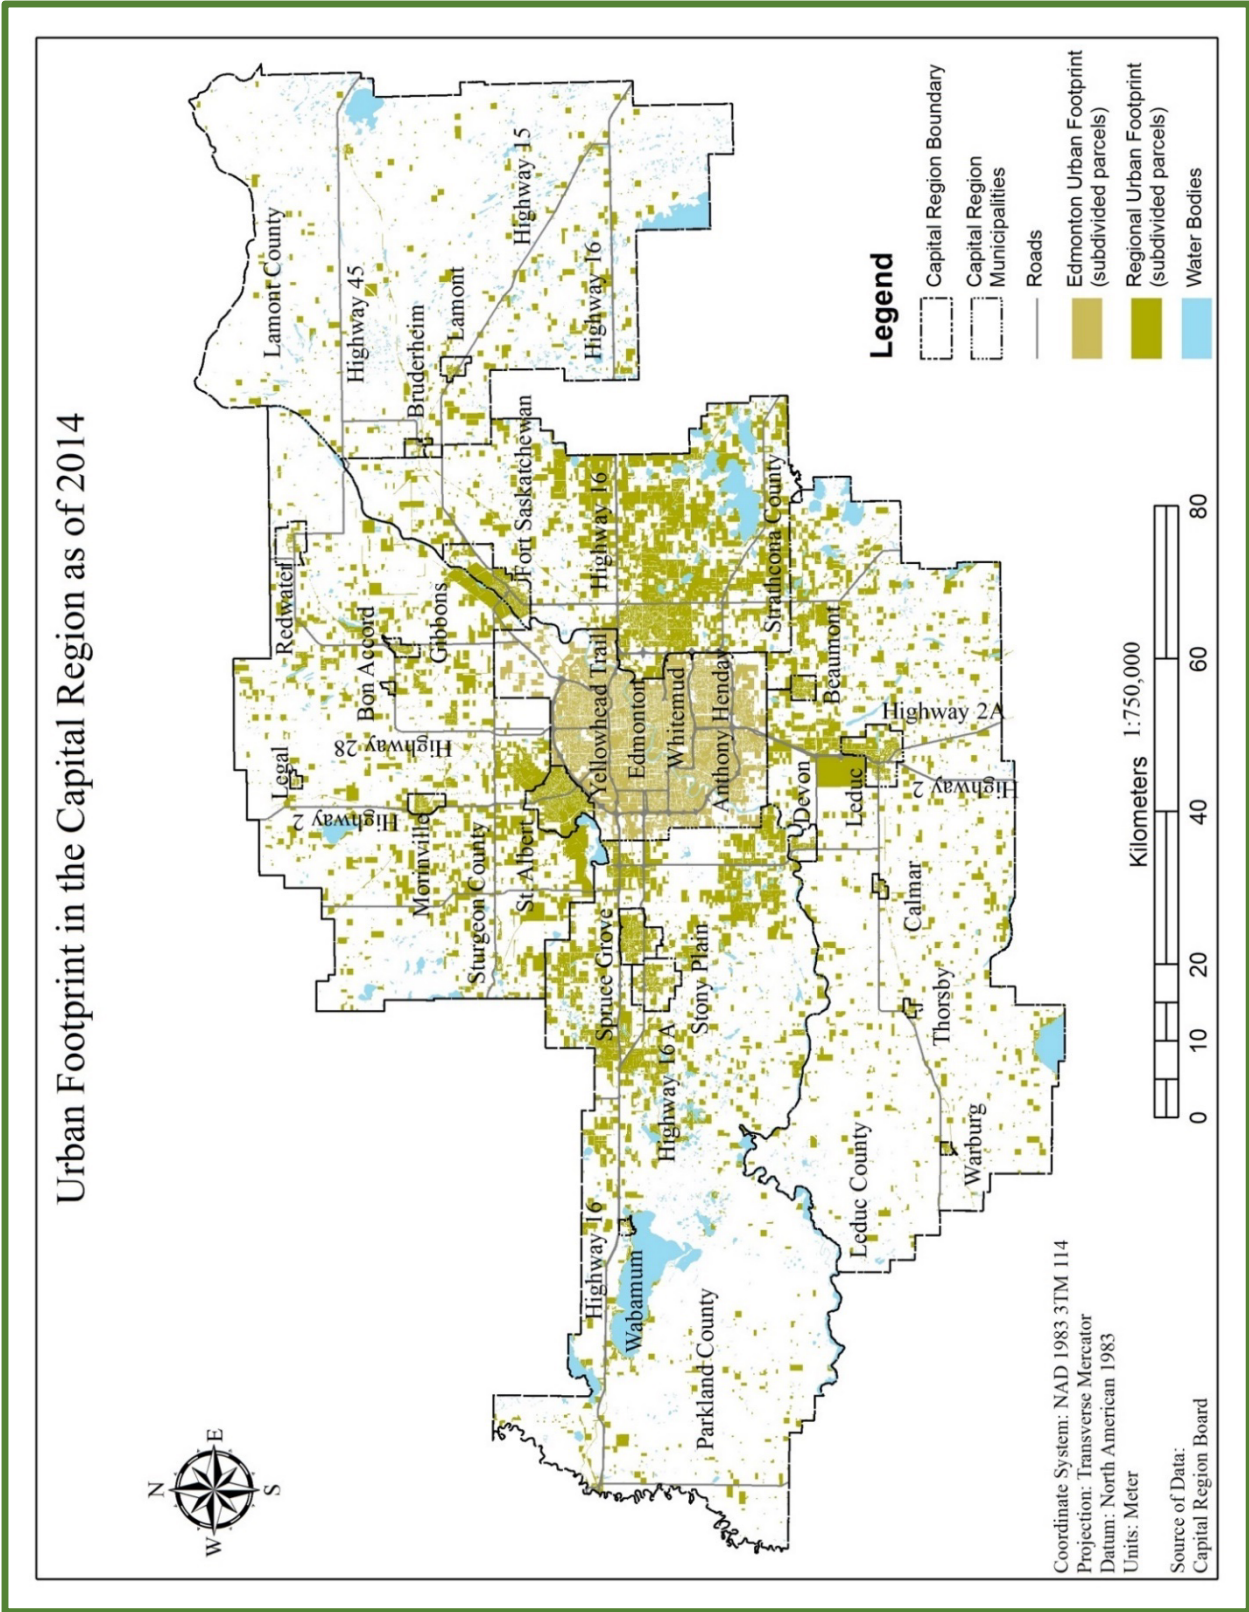 Urban Footprint in the Capital Region as of 2014
N
W
E
S
Lamont County
Redwater
Legal
Highway 45
Bon Accord
Highway 28
Highway 2
Bruderheim
Gibbons
Morinville
Lamont
Sturgeon County
Highway 15
Fort Saskatchewan
St Albert
Highway 16
Highway 16
Yellowhead Trail
Spruce Grove
Highway 16
Edmonton
Wabamum
Whitemud
Stony Plain
Highway 16 A
Anthony Henday
Parkland County
Strathcona County
Devon
Beaumont
Leduc
Leduc County
Calmar
Highway 2A
Highway 2
Thorsby
Warburg
Legend
Capital Region Boundary
Capital Region
Municipalities
Roads
Edmonton Urban Footprint
(subdivided parcels)
Regional Urban Footprint
(subdivided parcels)
Water Bodies
1:750,000
Kilometers
0 10 20 40 60 80
Coordinate System: NAD 1983 3TM 114
Projection: Transverse Mercator
Datum: North American 1983
Units: Meter
Source of Data:
Capital Region Board